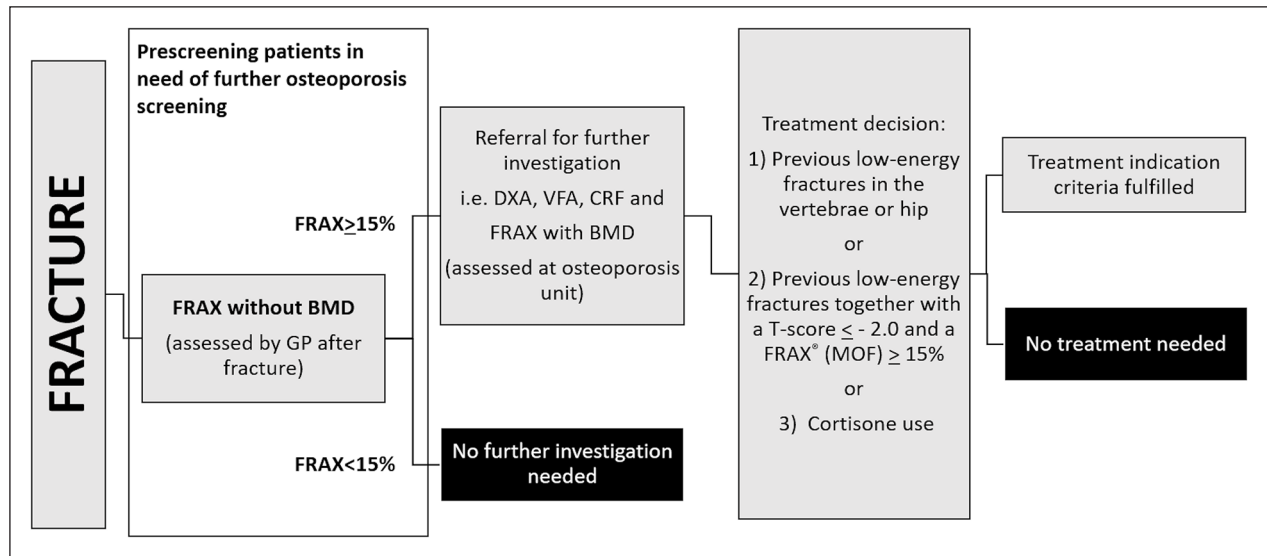 FRACTURE
Prescreening patients in
need of further osteoporosis
screening
FRAX≥15%
FRAX without BMD
(assessed by GP after
fracture)
FRAX<15%
Referral for further
investigation
i.e. DXA, VFA, CRF and
FRAX with BMD
(assessed at osteoporosis
unit)
No further investigation
needed
Treatment decision:
1) Previous low-energy
fractures in the
vertebrae or hip
or
2) Previous low-energy
fractures together with
a T-score ≤ - 2.0 and a
FRAX® (MOF) ≥ 15%
or
3) Cortisone use
Treatment indication
criteria fulfilled
No treatment needed